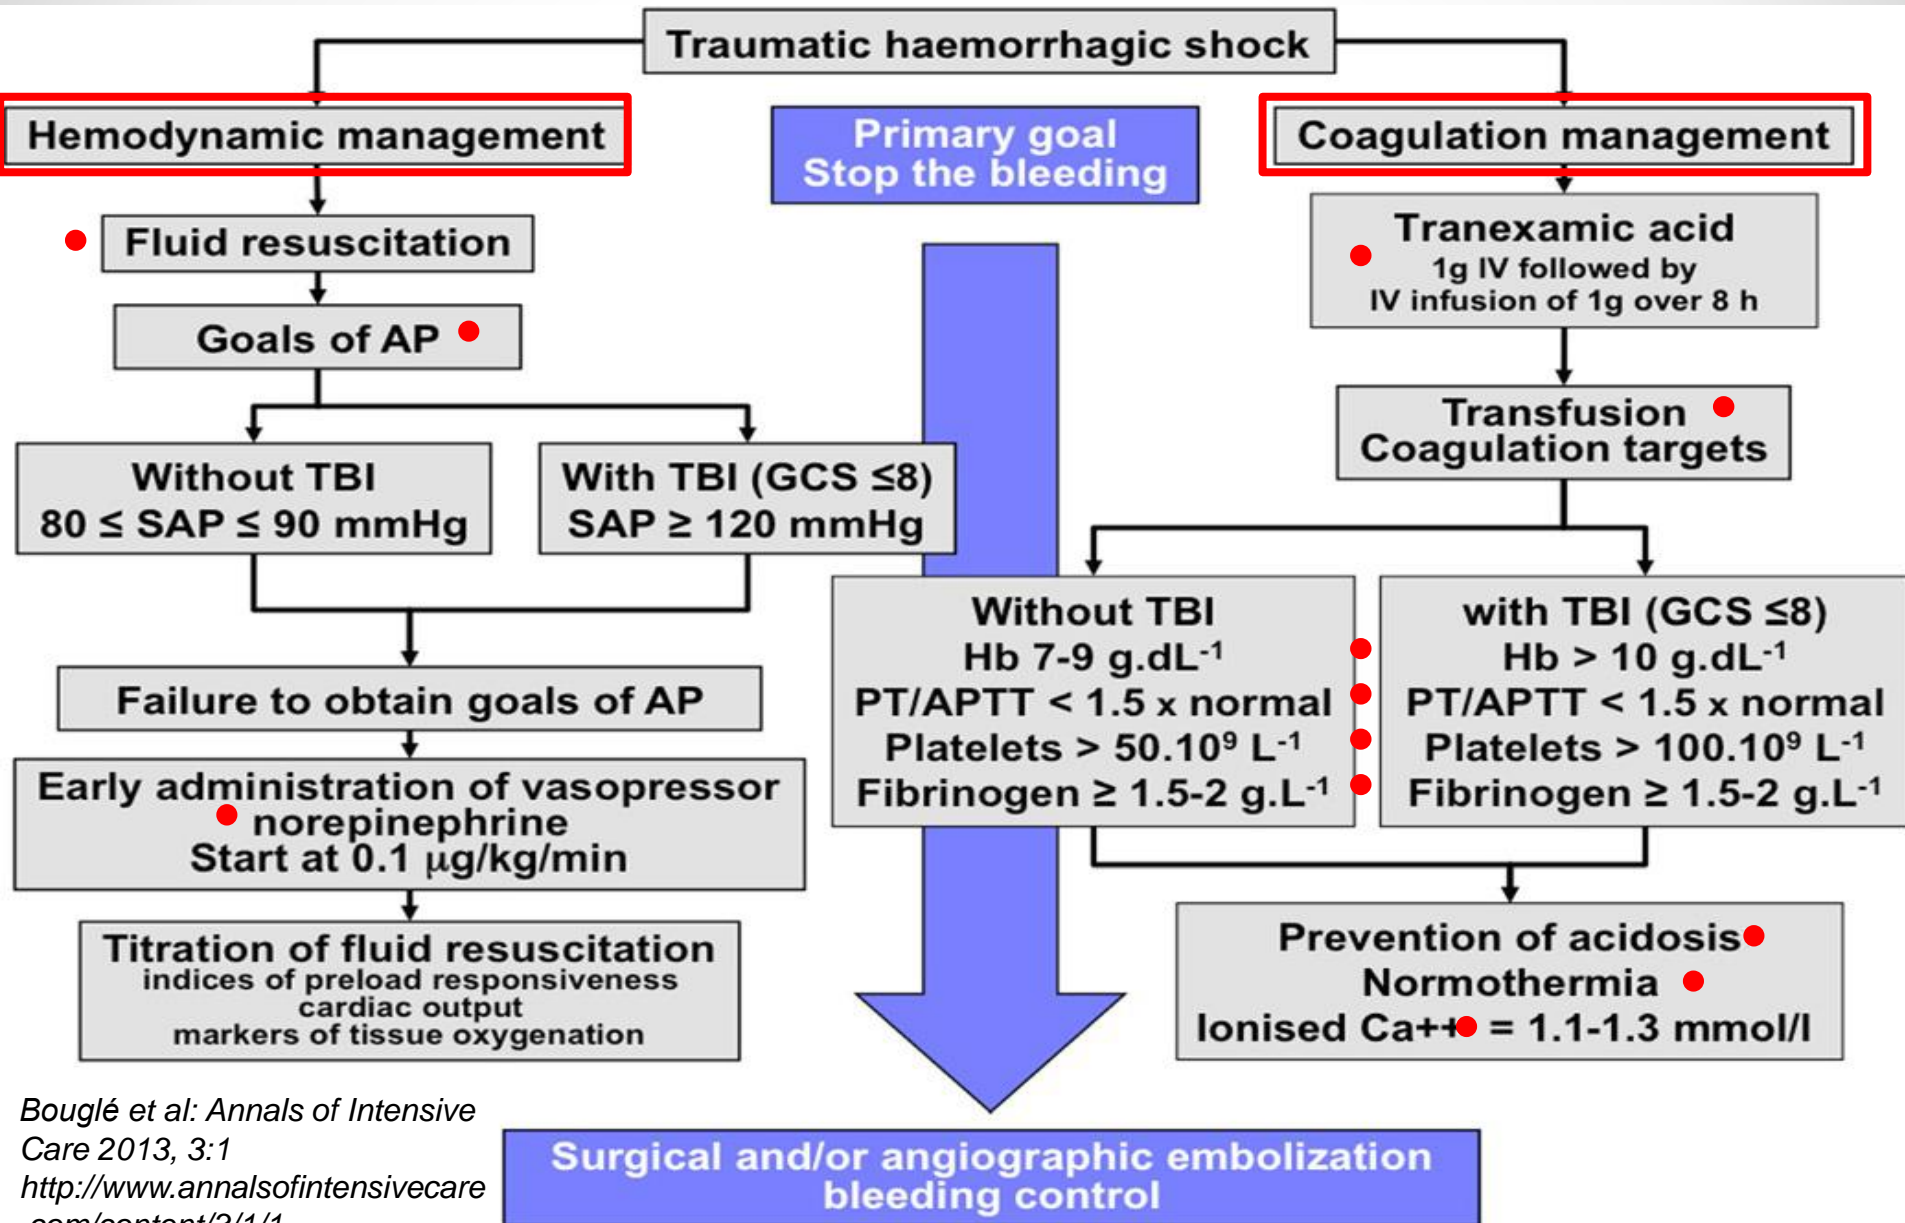 Traumatic haemorrhagic shock
Hemodynamic management
Primary goal
Stop the bleeding
Coagulation management
Fluid resuscitation
Goals of AP
Without TBI
80 ≤ SAP ≤ 90 mmHg
With TBI (GCS ≤8)
SAP ≥ 120 mmHg
Failure to obtain goals of AP
Early administration of vasopressor
norepinephrine
Start at 0.1 µg/kg/min
Titration of fluid resuscitation
indices of preload responsiveness
cardiac output
markers of tissue oxygenation
Tranexamic acid
1g IV followed by
IV infusion of 1g over 8 h
Transfusion
Coagulation targets
Without TBI
Hb 7-9 g.dL⁻¹
PT/APTT < 1.5 x normal
Platelets > 50.10⁹ L⁻¹
Fibrinogen ≥ 1.5-2 g.L⁻¹
with TBI (GCS ≤8)
Hb > 10 g.dL⁻¹
PT/APTT < 1.5 x normal
Platelets > 100.10⁹ L⁻¹
Fibrinogen ≥ 1.5-2 g.L⁻¹
Prevention of acidosis
Normothermia
Ionised Ca++ = 1.1-1.3 mmol/l
Bouglé et al: Annals of Intensive
Care 2013, 3:1
http://www.annalsofintensivecare
.com/content/3/1/1
Surgical and/or angiographic embolization
bleeding control